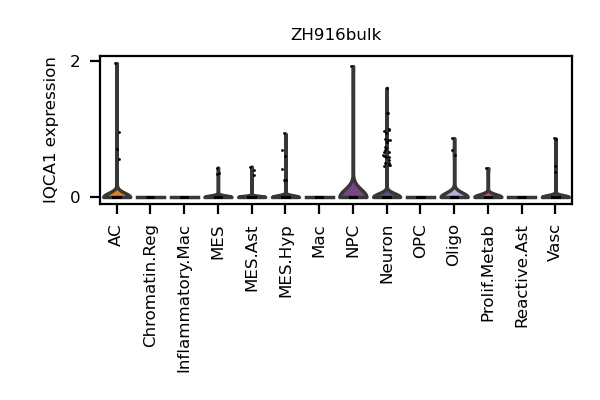 ZH916bulk
IQCA1 expression
2
0
AC
Chromatin.Reg
Inflammatory.Mac
MES
MES.Ast
MES.Hyp
Mac
NPC
Neuron
OPC
Oligo
Prolif.Metab
Reactive.Ast
Vasc